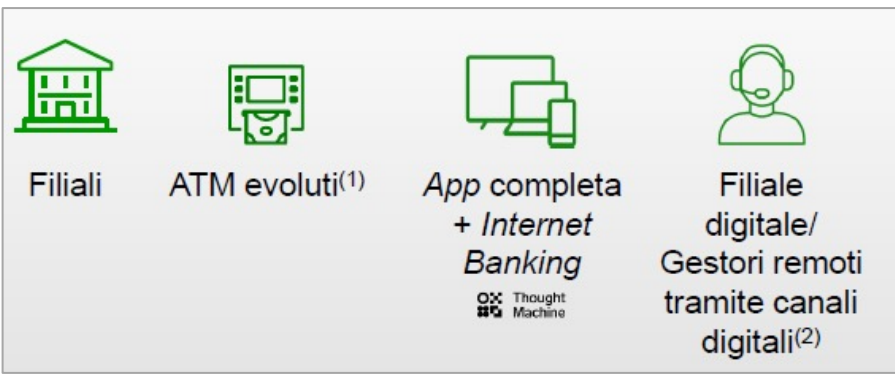 Filiali
ATM evoluti(1)
App completa
+ Internet
Banking
Thought
Machine
Filiale
digitale/
Gestori remoti
tramite canali
digitali(2)